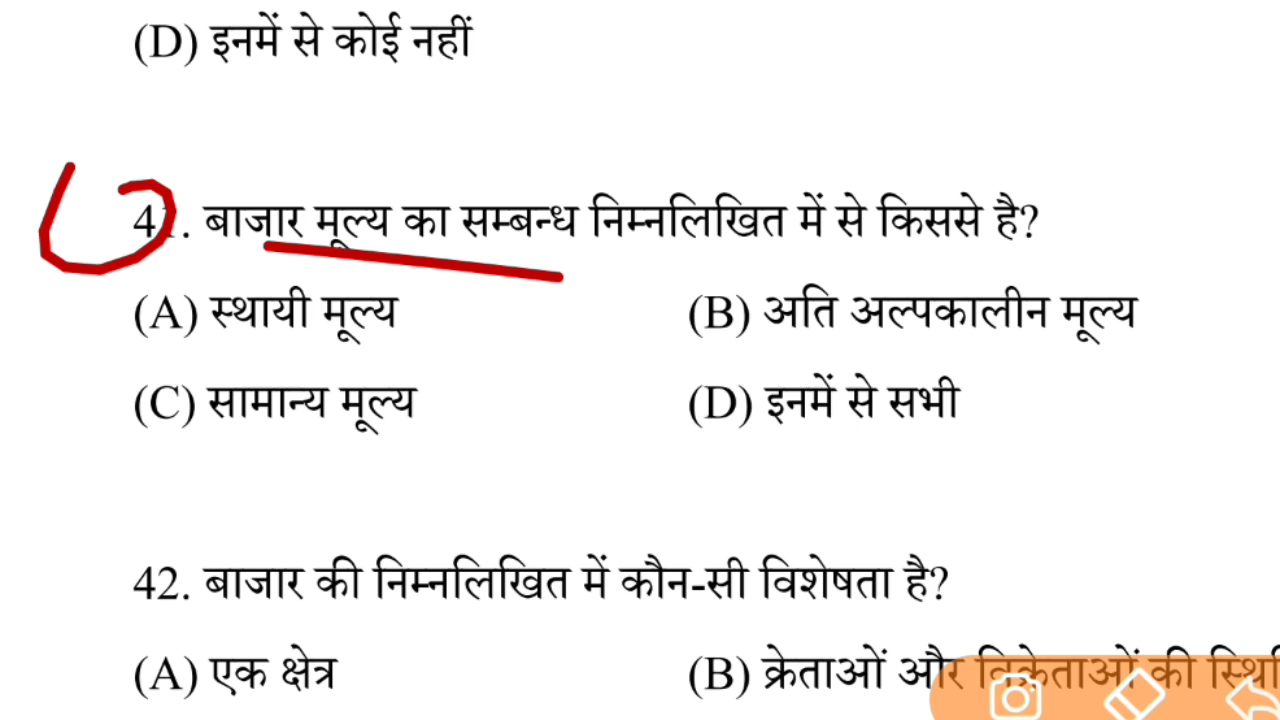 (D) इनमें से कोई नहीं
41. बाजार मूल्य का सम्बन्ध निम्नलिखित में से किससे है?
(A) स्थायी मूल्य (B) अति अल्पकालीन मूल्य
(C) सामान्य मूल्य (D) इनमें से सभी
42. बाजार की निम्नलिखित में कौन-सी विशेषता है?
(A) एक क्षेत्र (B) क्रेताओं और विक्रेताओं की